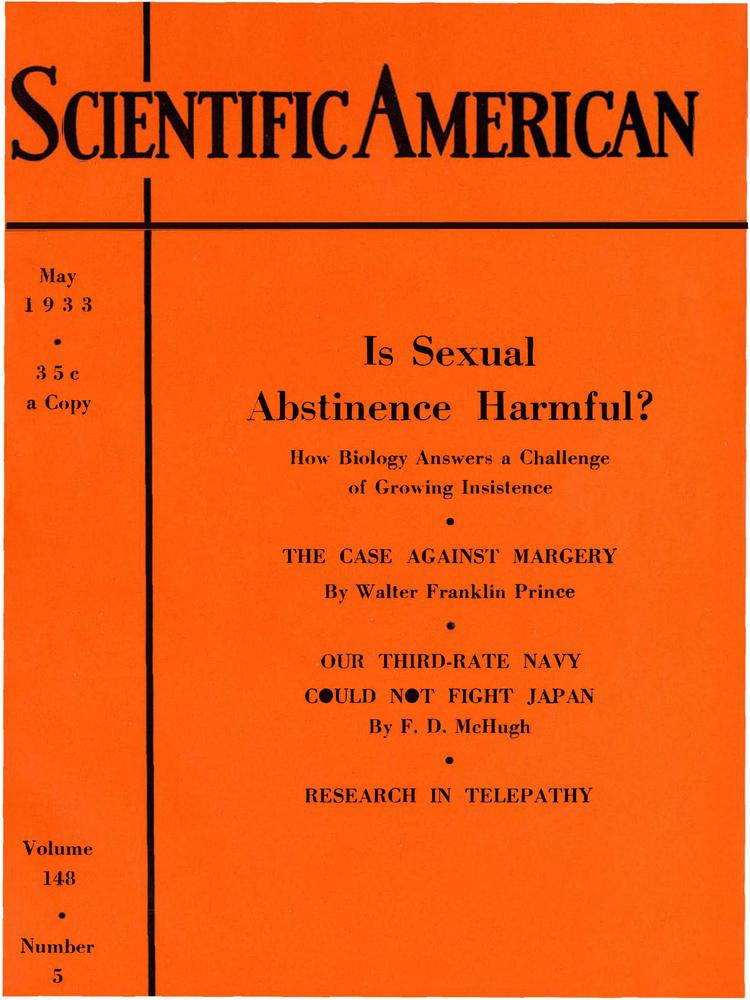 SCIENTIFIC AMERICAN
May
1933
•
35c
a Copy
Is Sexual
Abstinence Harmful?
How Biology Answers a Challenge
of Growing Insistence
•
THE CASE AGAINST MARGERY
By Walter Franklin Prince
•
OUR THIRD-RATE NAVY
COULD NOT FIGHT JAPAN
By F. D. McHugh
•
RESEARCH IN TELEPATHY
Volume
148
•
Number
5